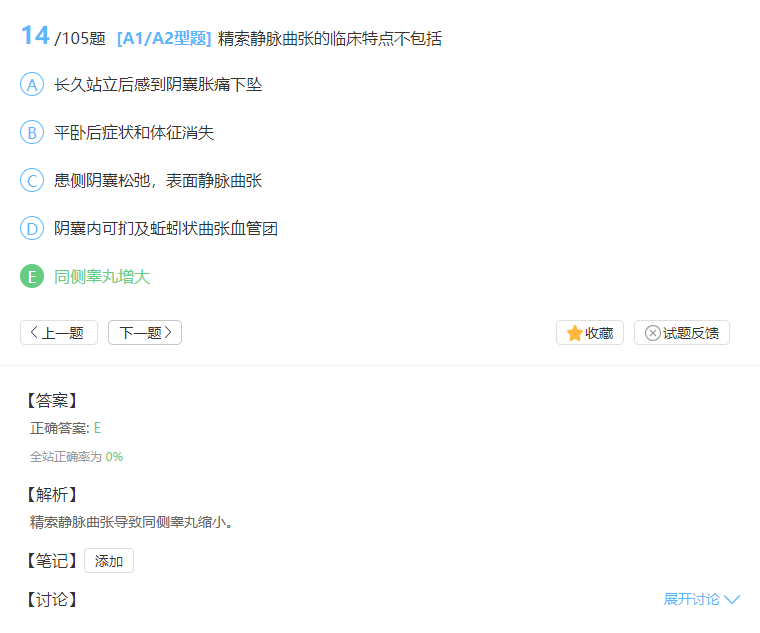 14 /105题 [A1/A2型题] 精索静脉曲张的临床特点不包括
A 长久站立后感到阴囊胀痛下坠
B 平卧后症状和体征消失
C 患侧阴囊松弛，表面静脉曲张
D 阴囊内可扪及蚯蚓状曲张血管团
E 同侧睾丸增大
上一题 下一题 收藏 试题反馈
【答案】
正确答案: E
全站正确率为 0%
【解析】
精索静脉曲张导致同侧睾丸缩小。
【笔记】 添加
【讨论】 展开讨论